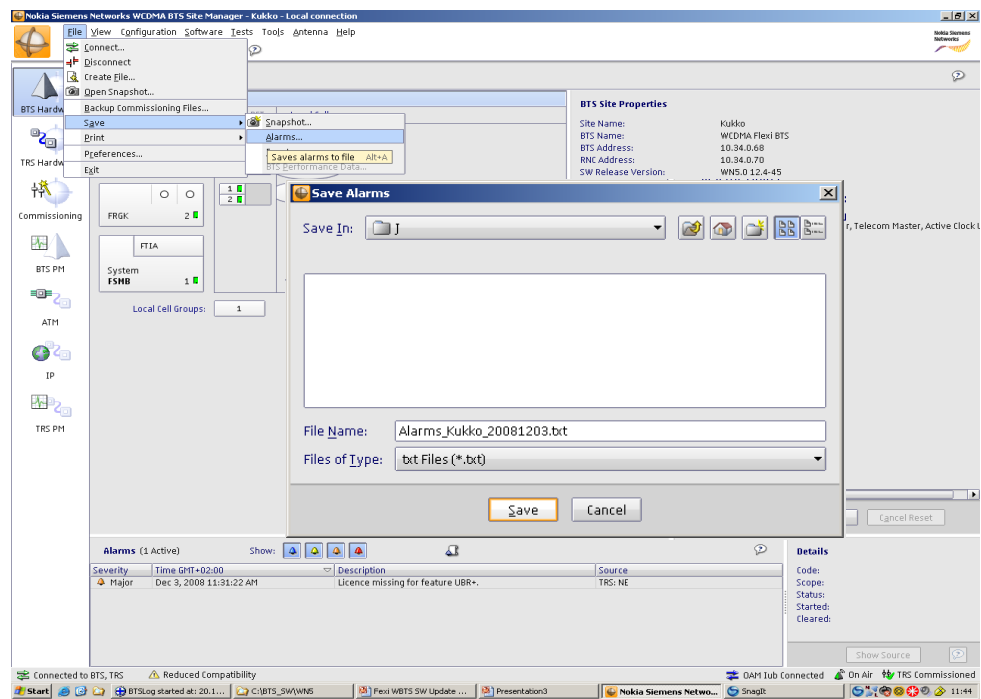 Nokia Siemens Networks WCDMA BTS Site Manager - Kukko - Local connection
File View Configuration Software Tests Tools Antenna Help
Nokia Siemens
Networks
Connect...
Disconnect
Create File...
Open Snapshot...
Backup Commissioning Files...
Save
Print
Preferences...
Exit
Snapshot...
Alarms...
Saves alarms to file Alt+A
BTS Performance Data...
BTS Hardw
TRS Hardw
Commissioning
BTS PM
ATM
IP
TRS PM
FRGK
2
1
2
FTIA
System
FSMB
1
Local Cell Groups:
1
BTS Site Properties
Site Name: Kukko
BTS Name: WCDMA Flexi BTS
BTS Address: 10.34.0.68
RNC Address: 10.34.0.70
SW Release Version: WN5.0 12.4-45
r, Telecom Master, Active Clock U
Save Alarms
Save In: J
File Name: Alarms_Kukko_20081203.txt
Files of Type: txt Files (*.txt)
Save Cancel
Cancel Reset
Alarms (1 Active) Show:
Severity Time GMT+02:00 Description Source
Major Dec 3, 2008 11:31:22 AM Licence missing for feature UBR+. TRS: NE
Details
Code:
Scope:
Status:
Started:
Cleared:
Show Source
Connected to BTS, TRS Reduced Compatibility OAM Iub Connected On Air TRS Commissioned
Start BTSLog started at: 20.1... C:\BTS_SW\WN5 Fexi WBTS SW Update ... Presentation3 Nokia Siemens Netwo... SnagIt 11:44